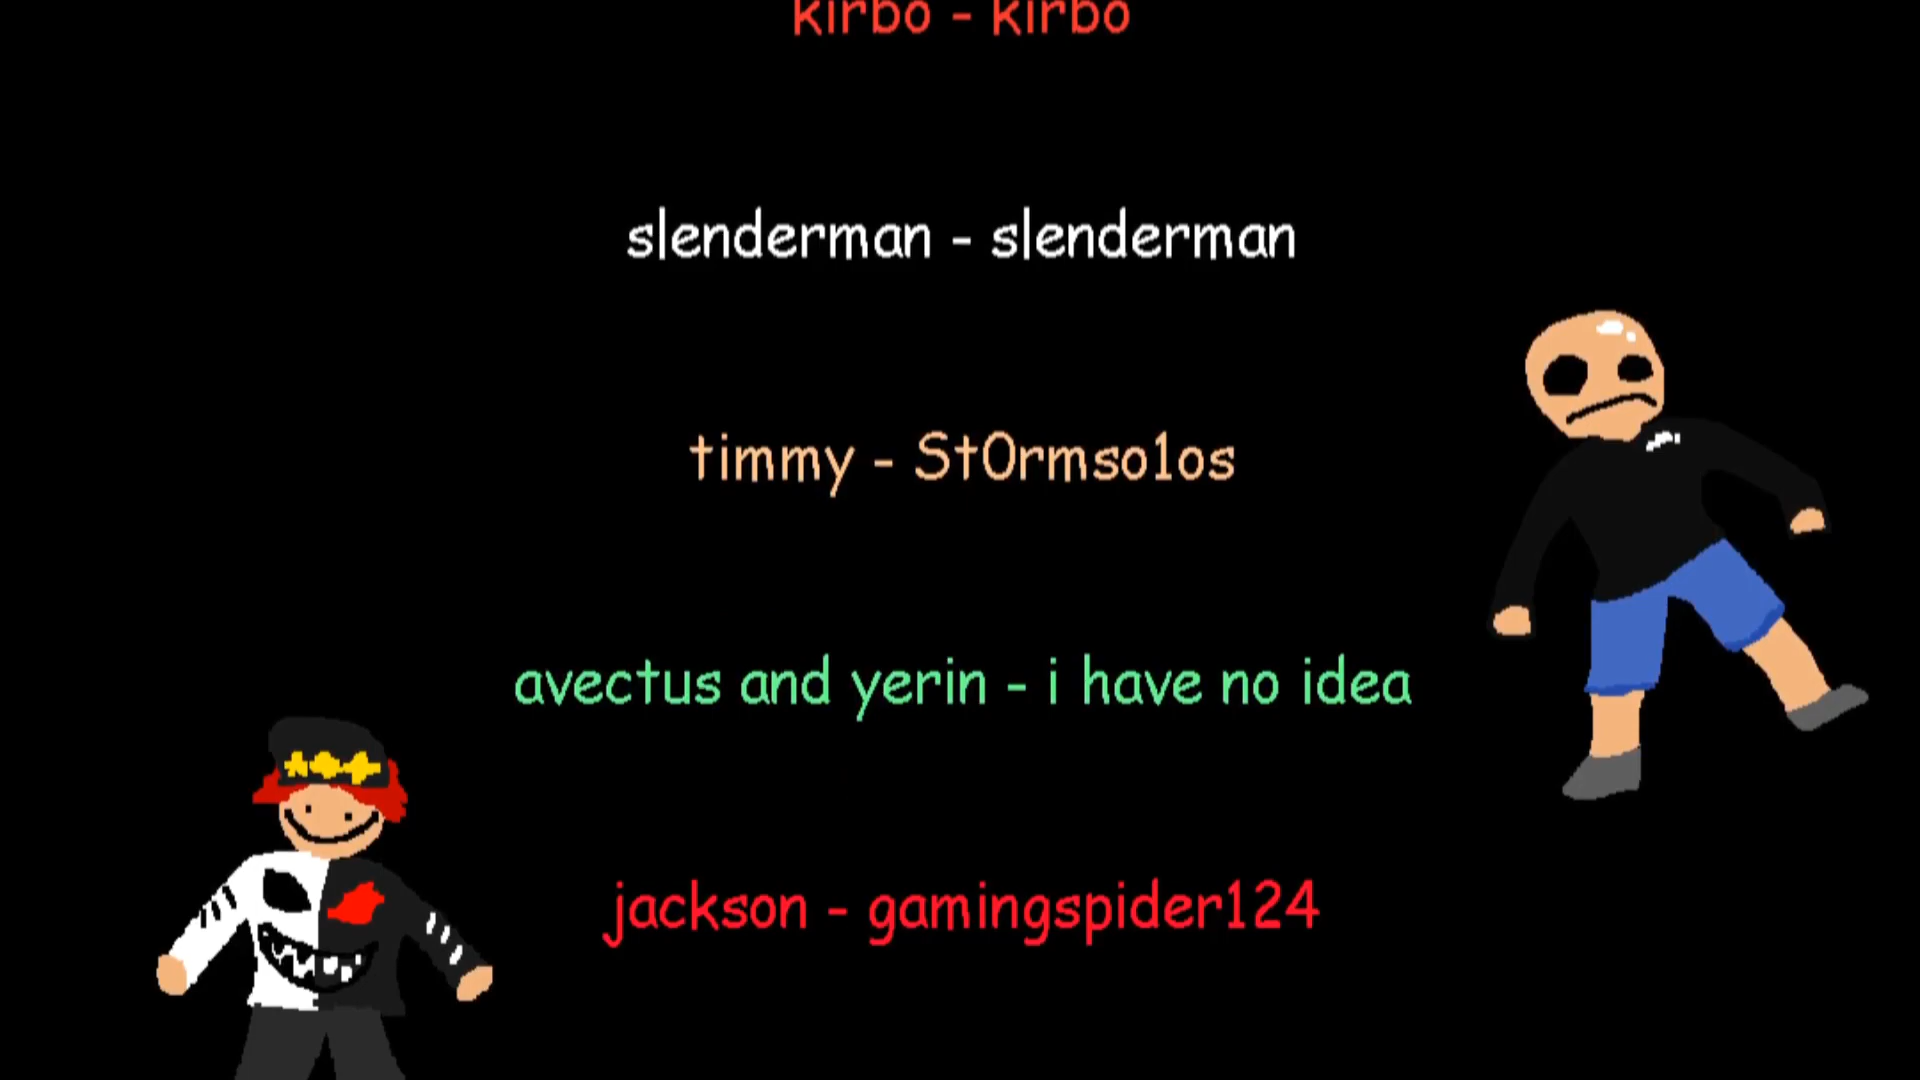 kirbo - kirbo
slenderman - slenderman
timmy - St0rmso1os
avectus and yerin - i have no idea
jackson - gamingspider124